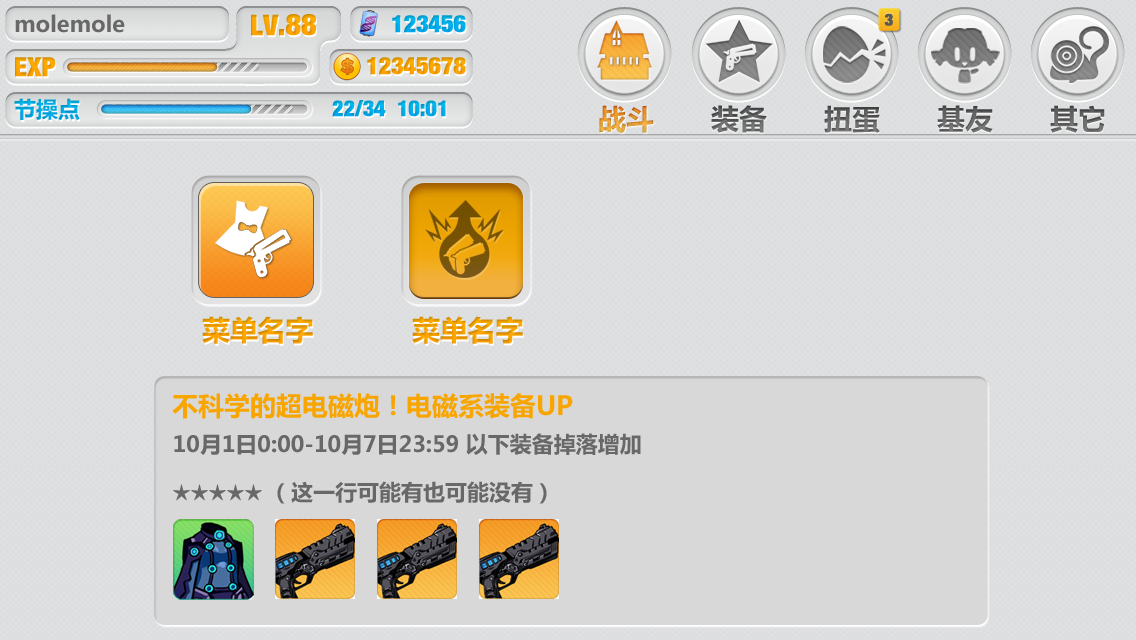 molemole
LV.88
123456
EXP
12345678
节操点
22/34 10:01
3
战斗
装备
扭蛋
基友
其它
菜单名字
菜单名字
不科学的超电磁炮！电磁系装备UP
10月1日0:00-10月7日23:59 以下装备掉落增加
★★★★★（这一行可能有也可能没有）